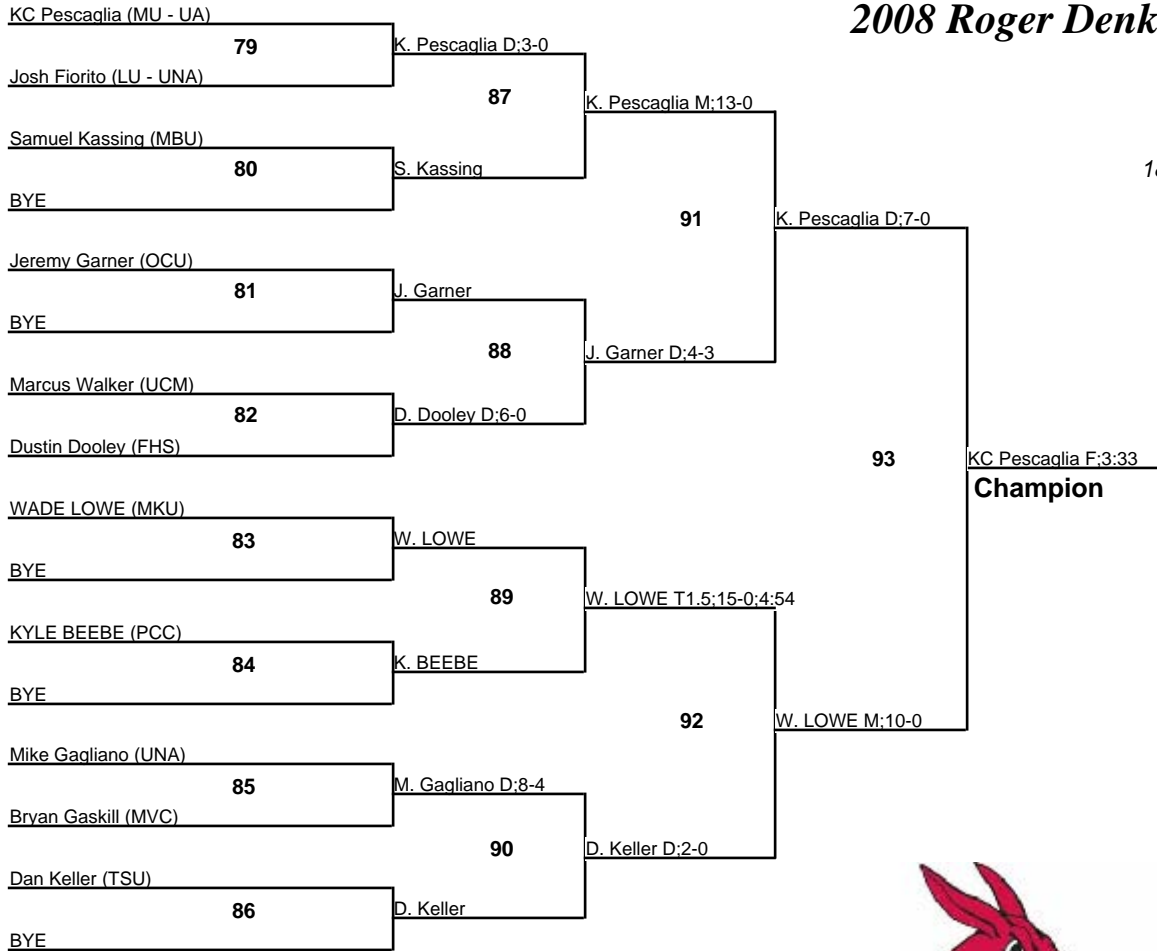 2008 Roger Denk
KC Pescaglia (MU - UA)
79
K. Pescaglia D;3-0
Josh Fiorito (LU - UNA)
87
K. Pescaglia M;13-0
Samuel Kassing (MBU)
80
S. Kassing
18
BYE
91
K. Pescaglia D;7-0
Jeremy Garner (OCU)
81
J. Garner
BYE
88
J. Garner D;4-3
Marcus Walker (UCM)
82
D. Dooley D;6-0
Dustin Dooley (FHS)
93
KC Pescaglia F;3:33
Champion
WADE LOWE (MKU)
83
W. LOWE
BYE
89
W. LOWE T1.5;15-0;4:54
KYLE BEEBE (PCC)
84
K. BEEBE
BYE
92
W. LOWE M;10-0
Mike Gagliano (UNA)
85
M. Gagliano D;8-4
Bryan Gaskill (MVC)
90
D. Keller D;2-0
Dan Keller (TSU)
86
D. Keller
BYE